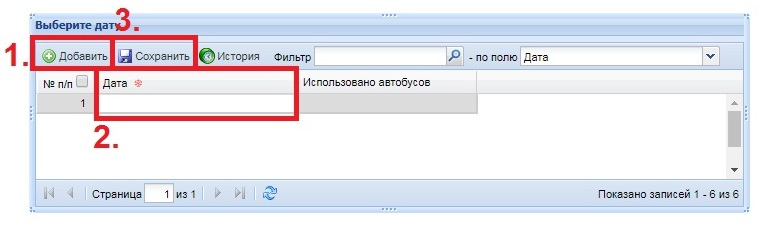 Выберите дату 3.
1. Добавить Сохранить История Фильтр - по полю Дата
№ п/п Дата Использовано автобусов
1
2.
Страница 1 из 1 Показано записей 1 - 6 из 6